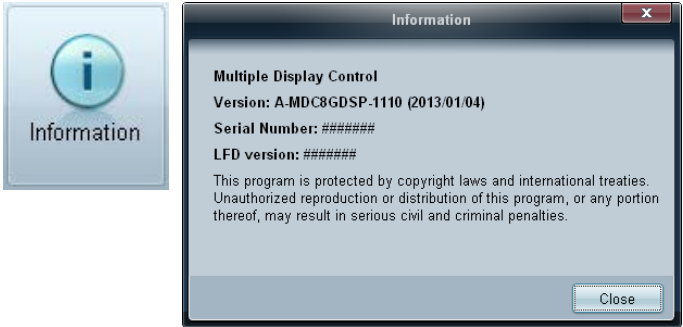 Information
Information
Multiple Display Control
Version: A-MDC8GDSP-1110 (2013/01/04)
Serial Number: #######
LFD version: #######
This program is protected by copyright laws and international treaties.
Unauthorized reproduction or distribution of this program, or any portion
thereof, may result in serious civil and criminal penalties.
Close